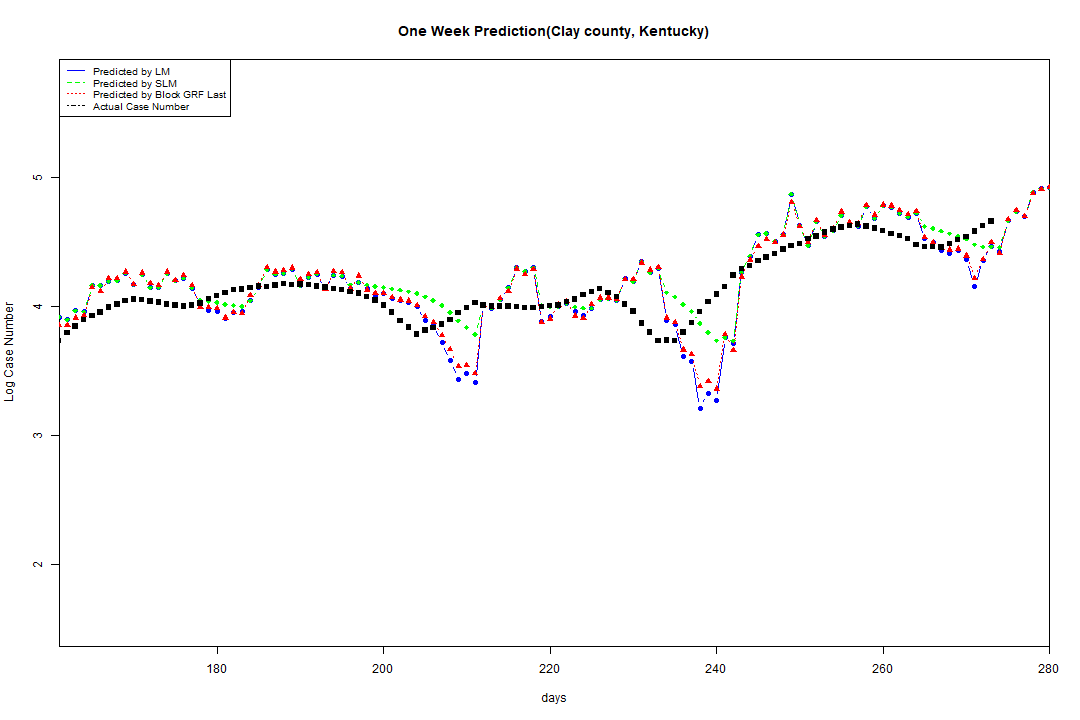 One Week Prediction(Clay county, Kentucky)
Predicted by LM
Predicted by SLM
Predicted by Block GRF Last
Actual Case Number
5
4
3
2
Log Case Number
180 200 220 240 260 280
days